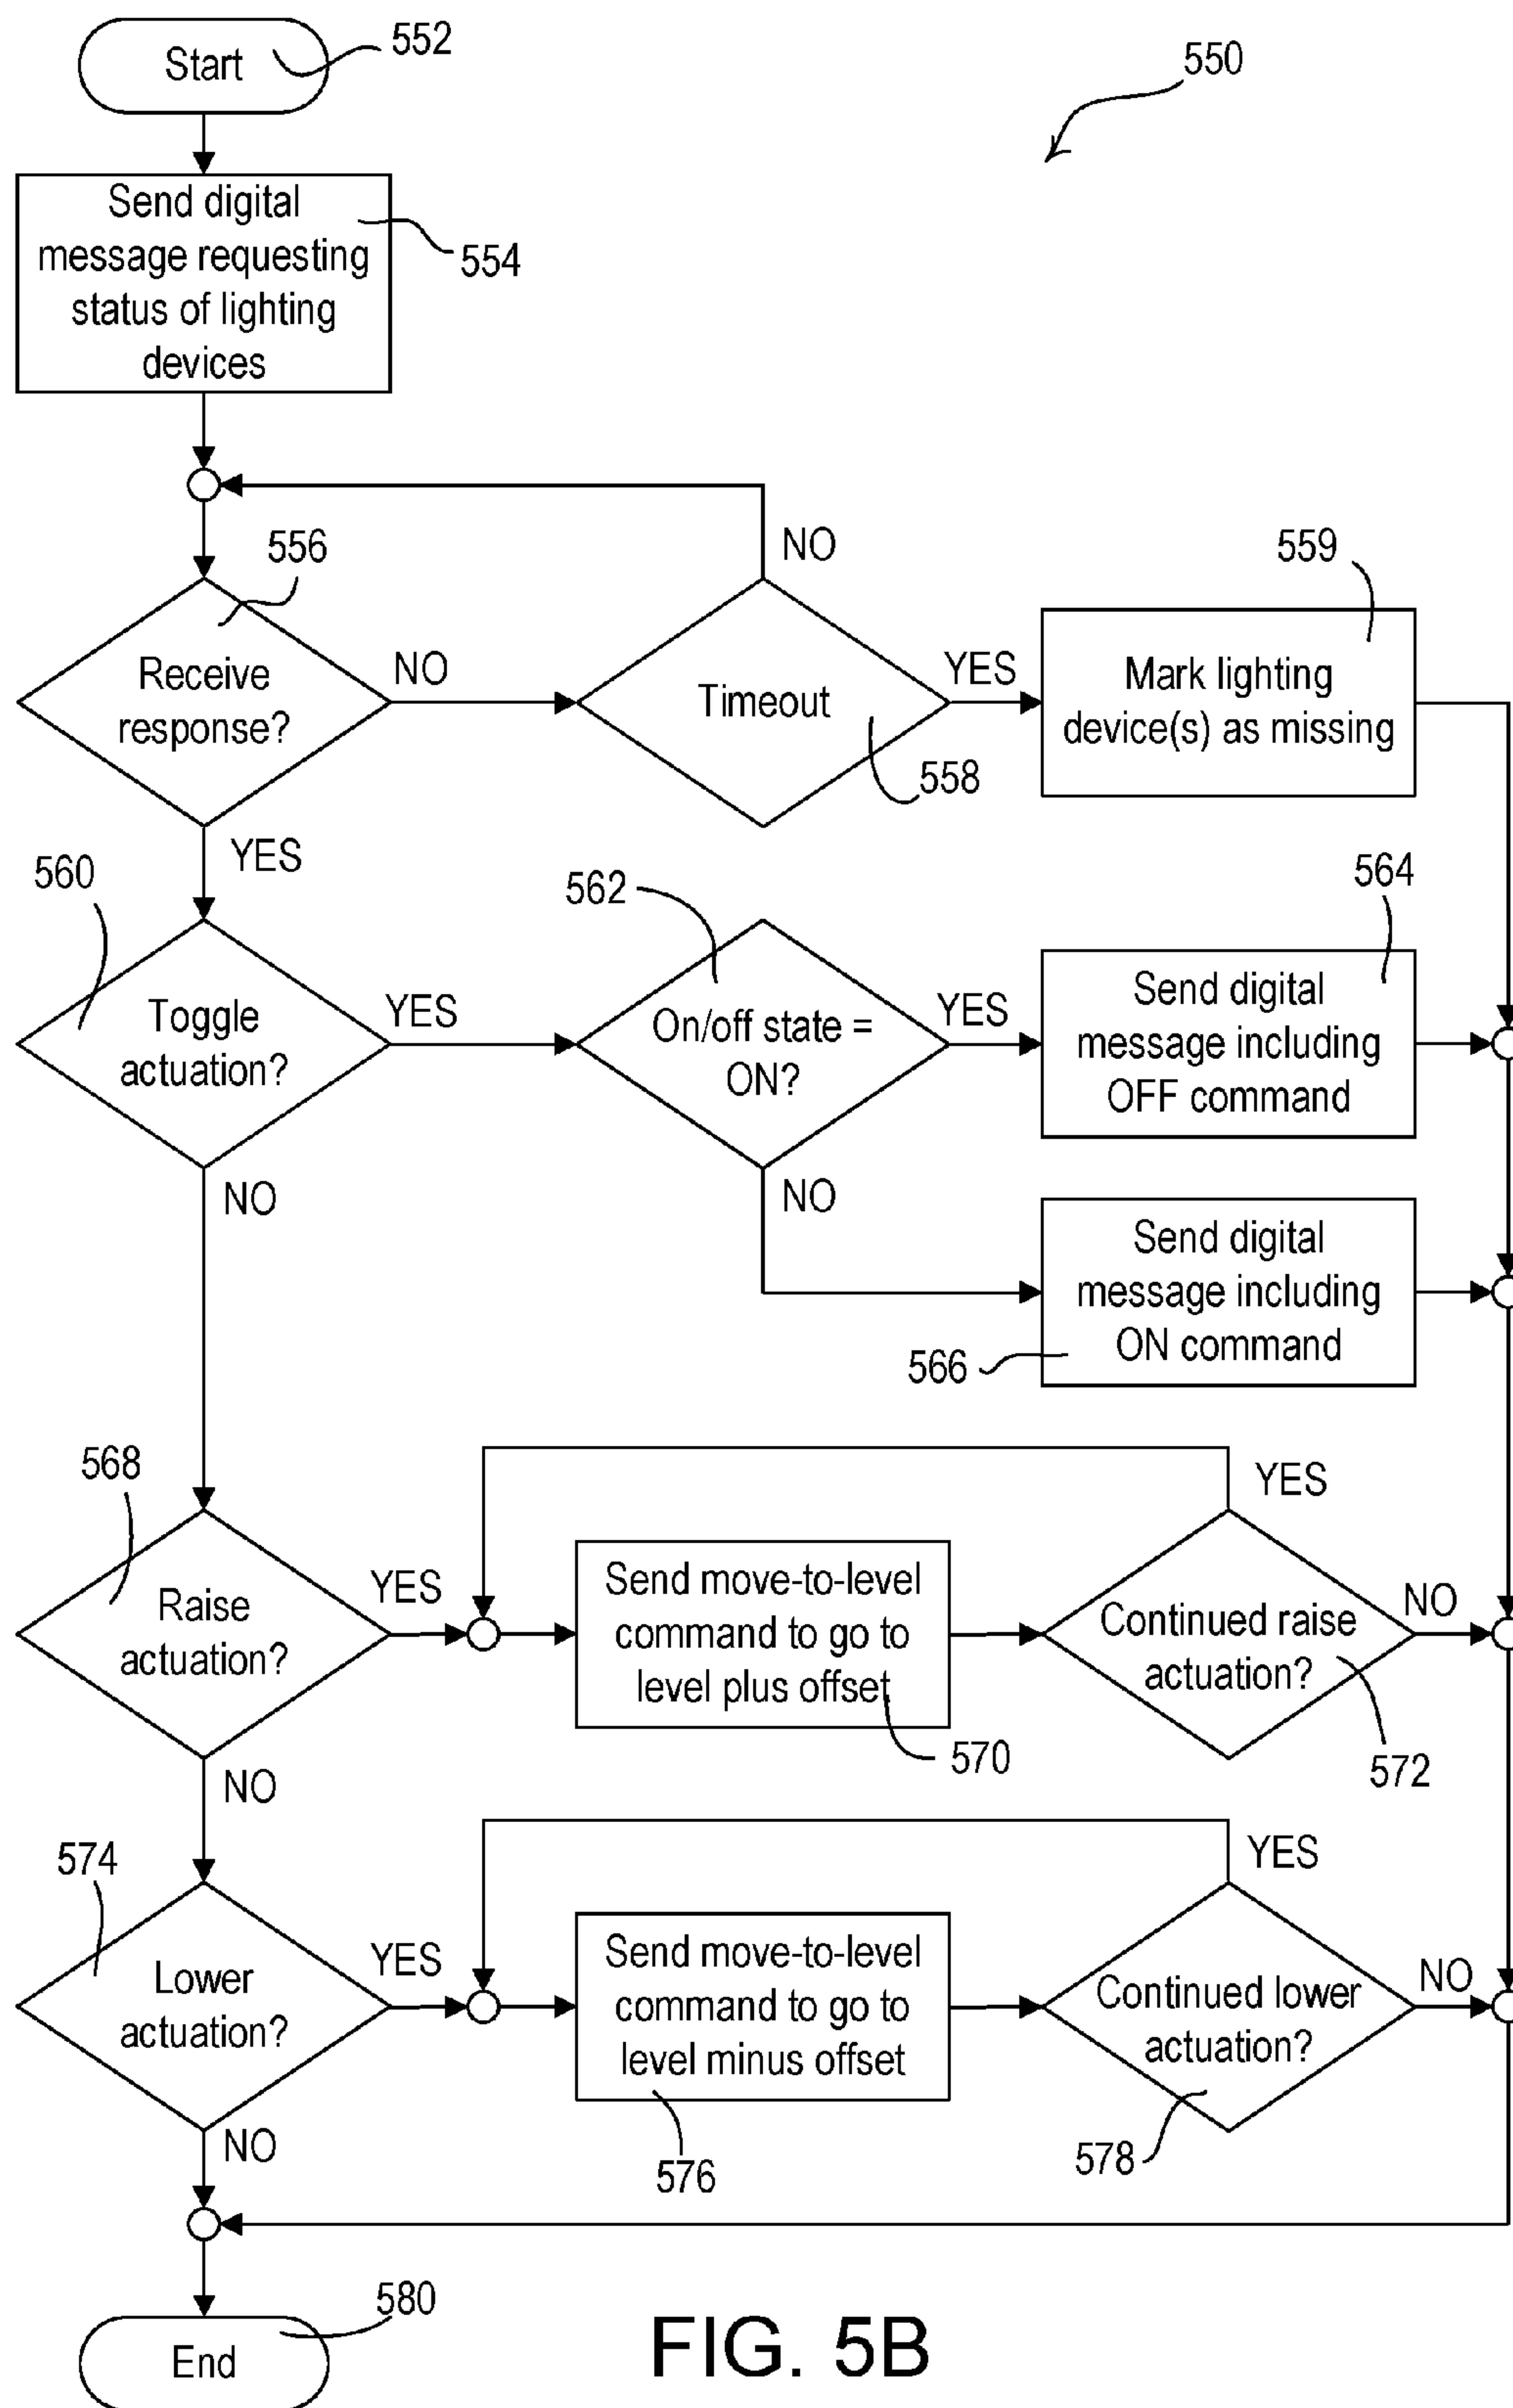 Start
552
550
Send digital
message requesting
status of lighting
devices
554
556
NO
559
Receive
response?
NO
Timeout
YES
Mark lighting
device(s) as missing
558
YES
560
562
564
Toggle
actuation?
YES
On/off state =
ON?
YES
Send digital
message including
OFF command
NO
NO
Send digital
message including
ON command
566
568
YES
Raise
actuation?
YES
Send move-to-level
command to go to
level plus offset
Continued raise
actuation?
NO
570
572
NO
574
YES
Lower
actuation?
YES
Send move-to-level
command to go to
level minus offset
Continued lower
actuation?
NO
576
578
NO
580
End
FIG. 5B